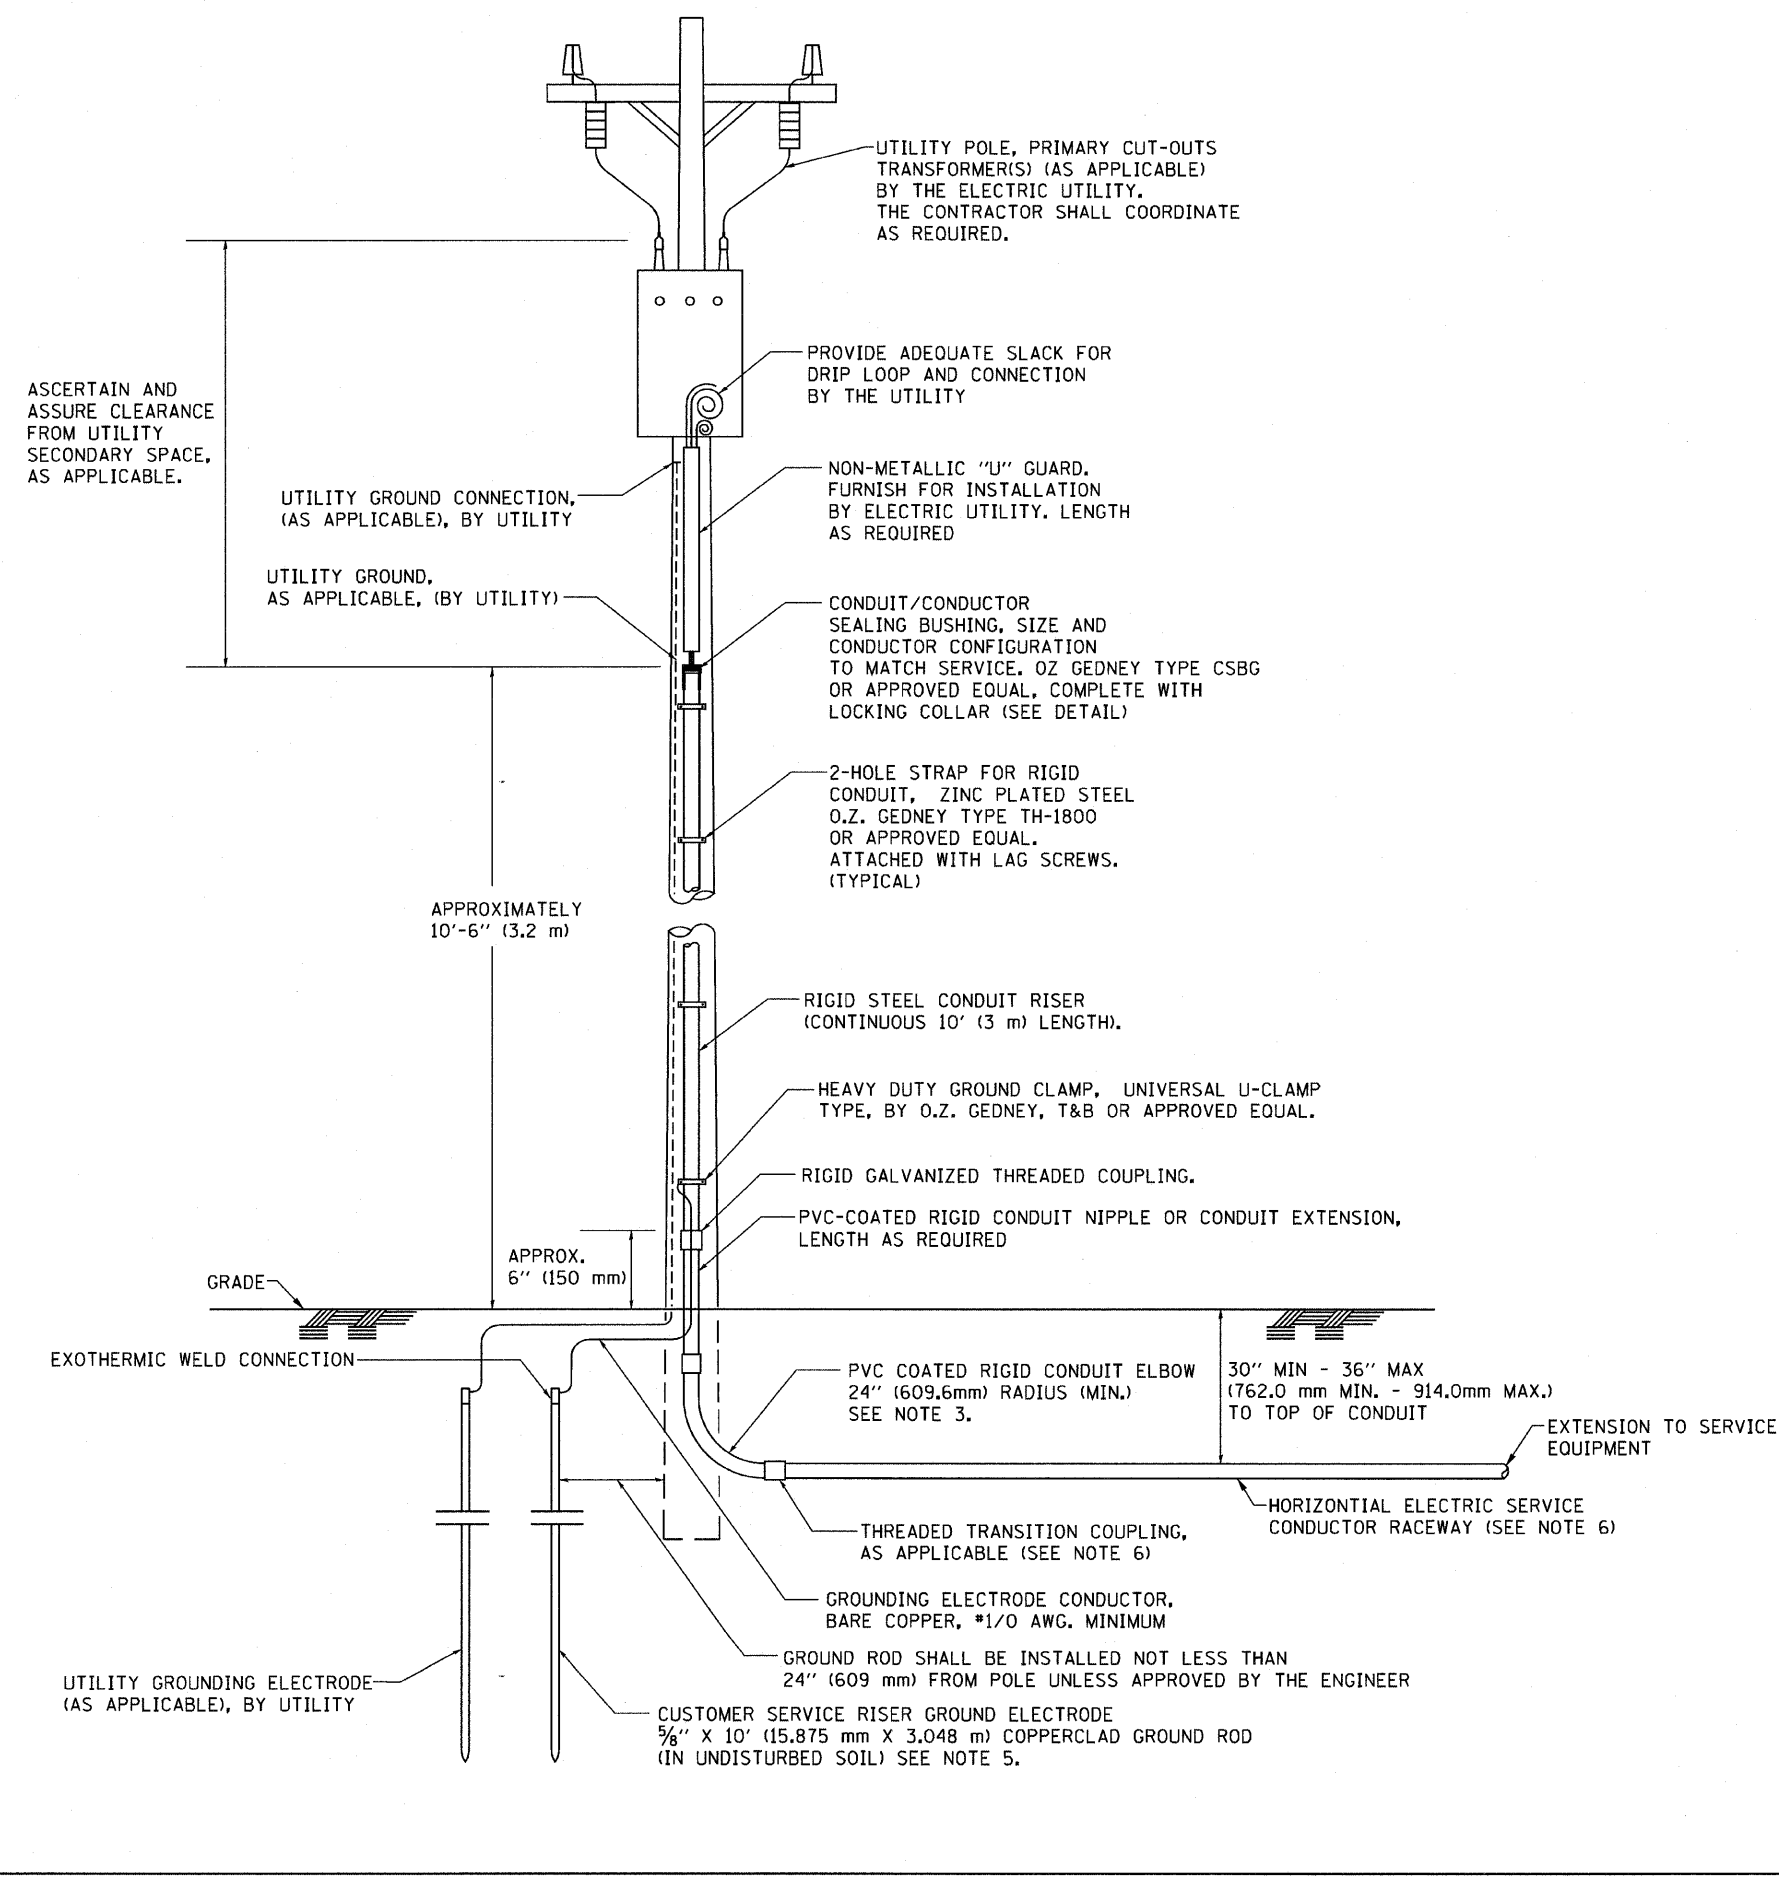 UTILITY POLE, PRIMARY CUT-OUTS
TRANSFORMER(S) (AS APPLICABLE)
BY THE ELECTRIC UTILITY.
THE CONTRACTOR SHALL COORDINATE
AS REQUIRED.
PROVIDE ADEQUATE SLACK FOR
DRIP LOOP AND CONNECTION
BY THE UTILITY
ASCERTAIN AND
ASSURE CLEARANCE
FROM UTILITY
SECONDARY SPACE,
AS APPLICABLE.
NON-METALLIC "U" GUARD.
FURNISH FOR INSTALLATION
BY ELECTRIC UTILITY. LENGTH
AS REQUIRED
UTILITY GROUND CONNECTION,
(AS APPLICABLE), BY UTILITY
UTILITY GROUND,
AS APPLICABLE, (BY UTILITY)
CONDUIT/CONDUCTOR
SEALING BUSHING, SIZE AND
CONDUCTOR CONFIGURATION
TO MATCH SERVICE. OZ GEDNEY TYPE CSBG
OR APPROVED EQUAL, COMPLETE WITH
LOCKING COLLAR (SEE DETAIL)
2-HOLE STRAP FOR RIGID
CONDUIT, ZINC PLATED STEEL
O.Z. GEDNEY TYPE TH-1800
OR APPROVED EQUAL.
ATTACHED WITH LAG SCREWS.
(TYPICAL)
APPROXIMATELY
10'-6" (3.2 m)
RIGID STEEL CONDUIT RISER
(CONTINUOUS 10' (3 m) LENGTH).
HEAVY DUTY GROUND CLAMP, UNIVERSAL U-CLAMP
TYPE, BY O.Z. GEDNEY, T&B OR APPROVED EQUAL.
RIGID GALVANIZED THREADED COUPLING.
PVC-COATED RIGID CONDUIT NIPPLE OR CONDUIT EXTENSION,
LENGTH AS REQUIRED
APPROX.
6" (150 mm)
GRADE
EXOTHERMIC WELD CONNECTION
PVC COATED RIGID CONDUIT ELBOW
24" (609.6mm) RADIUS (MIN.)
SEE NOTE 3.
30" MIN - 36" MAX
(762.0 mm MIN. - 914.0mm MAX.)
TO TOP OF CONDUIT
EXTENSION TO SERVICE
EQUIPMENT
HORIZONTIAL ELECTRIC SERVICE
CONDUCTOR RACEWAY (SEE NOTE 6)
THREADED TRANSITION COUPLING,
AS APPLICABLE (SEE NOTE 6)
GROUNDING ELECTRODE CONDUCTOR,
BARE COPPER, #1/0 AWG. MINIMUM
GROUND ROD SHALL BE INSTALLED NOT LESS THAN
24" (609 mm) FROM POLE UNLESS APPROVED BY THE ENGINEER
UTILITY GROUNDING ELECTRODE
(AS APPLICABLE), BY UTILITY
CUSTOMER SERVICE RISER GROUND ELECTRODE
5/8" X 10' (15.875 mm X 3.048 m) COPPERCLAD GROUND ROD
(IN UNDISTURBED SOIL) SEE NOTE 5.